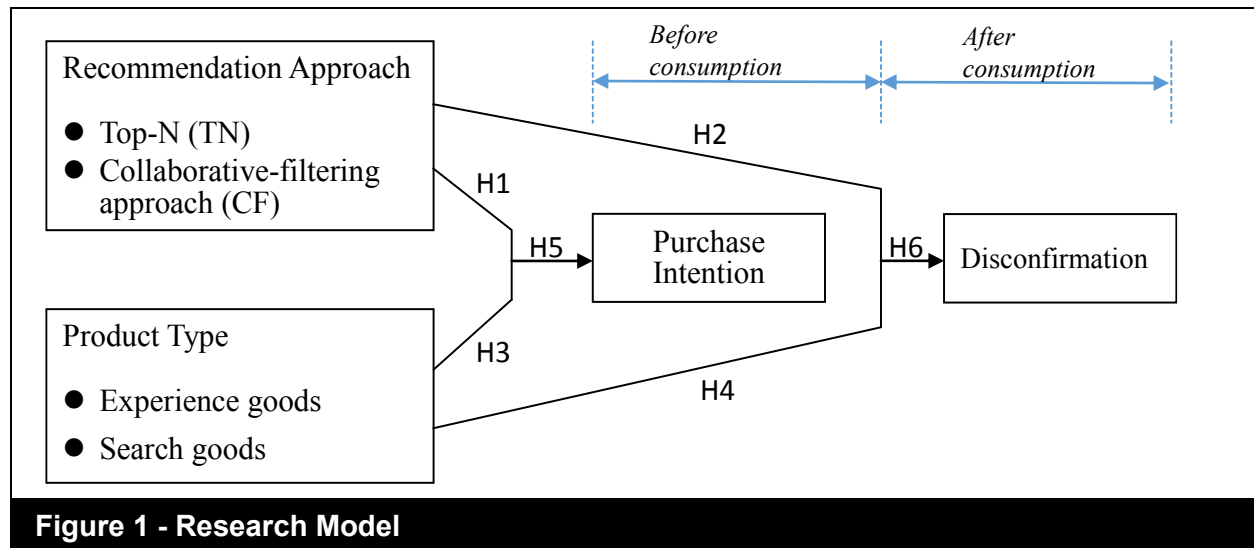 Recommendation Approach
● Top-N (TN)
● Collaborative-filtering
approach (CF)
Before
consumption
After
consumption
H2
H1
H5
Purchase
Intention
H6
Disconfirmation
Product Type
● Experience goods
● Search goods
H3
H4
Figure 1 - Research Model